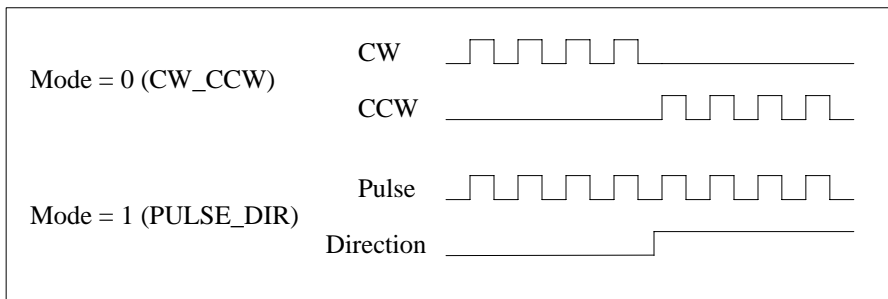 CW
Mode = 0 (CW_CCW)
CCW
Pulse
Mode = 1 (PULSE_DIR)
Direction